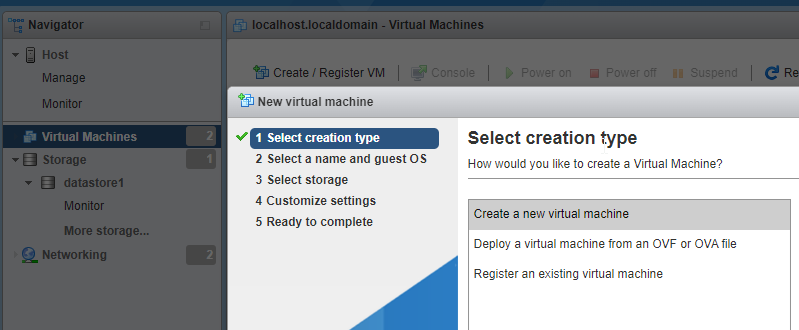 Navigator
localhost.localdomain - Virtual Machines
Host
Manage
Monitor
Create / Register VM
Console
Power on
Power off
Suspend
Re
Virtual Machines 2
Storage 1
datastore1
Monitor
More storage...
Networking 2
New virtual machine
1 Select creation type
2 Select a name and guest OS
3 Select storage
4 Customize settings
5 Ready to complete
Select creation type
How would you like to create a Virtual Machine?
Create a new virtual machine
Deploy a virtual machine from an OVF or OVA file
Register an existing virtual machine